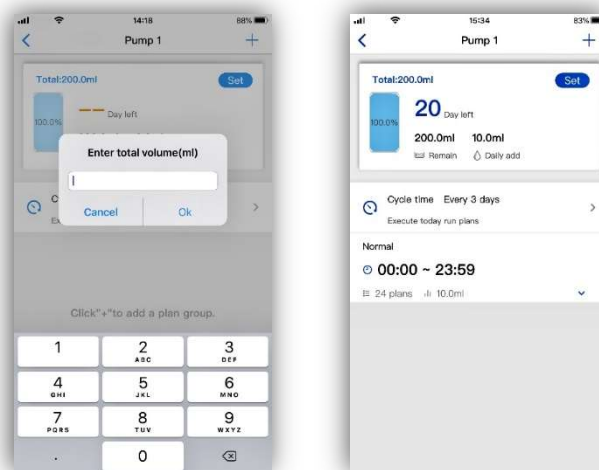 14:18
88%
Pump 1
Total:200.0ml
Set
100.0%
Day left
Enter total volume(ml)
Cancel
Ok
Click"+"to add a plan group.
1
2
ABC
3
DEF
4
GHI
5
JKL
6
MNO
7
PQRS
8
TUV
9
WXYZ
.
0
15:34
83%
Pump 1
Total:200.0ml
Set
100.0%
20 Day left
200.0ml 10.0ml
Remain Daily add
Cycle time Every 3 days
Execute today run plans
Normal
00:00 ~ 23:59
24 plans 10.0ml